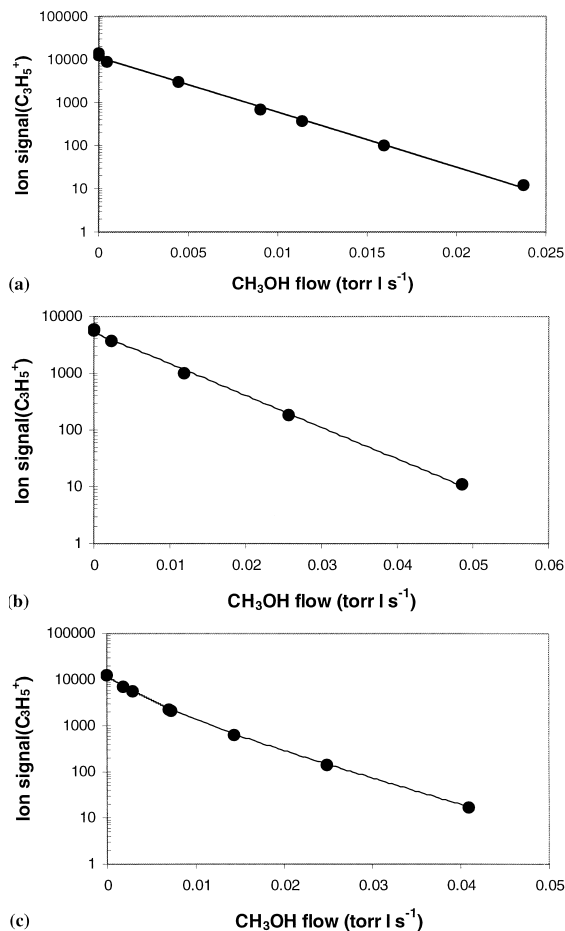 100000
10000
1000
100
10
1
Ion signal(C₃H₅⁺)
0 0.005 0.01 0.015 0.02 0.025
(a) CH₃OH flow (torr l s⁻¹)
10000
1000
100
10
1
Ion signal(C₃H₅⁺)
0 0.01 0.02 0.03 0.04 0.05 0.06
(b) CH₃OH flow (torr l s⁻¹)
100000
10000
1000
100
10
1
Ion signal(C₃H₅⁺)
0 0.01 0.02 0.03 0.04 0.05
(c) CH₃OH flow (torr l s⁻¹)